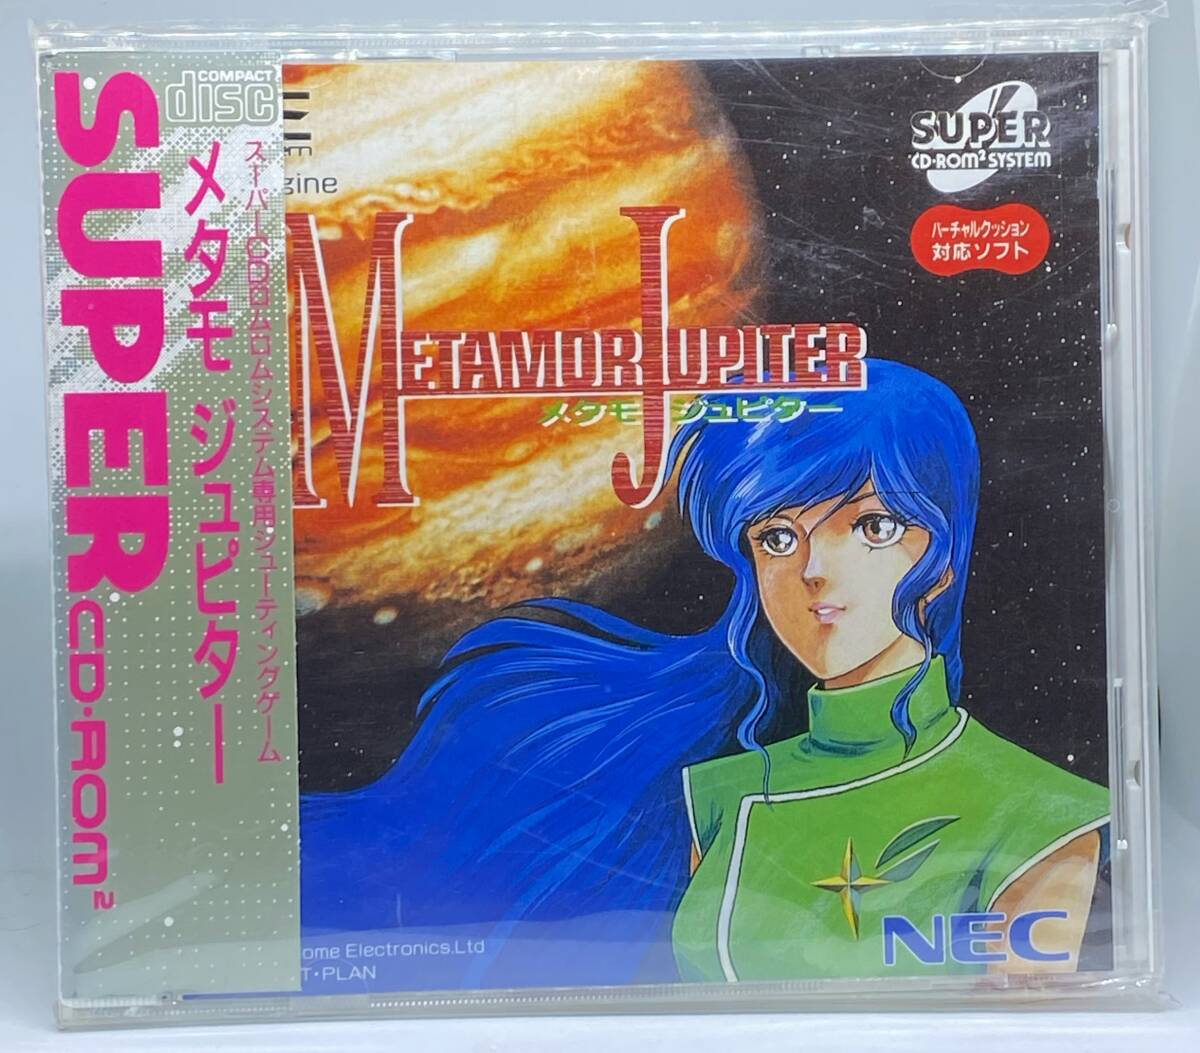 COMPACT
disc
SUPER CD-ROM²
メタモ ジュピター
スーパーCDロムロムシステム専用シューティングゲーム
gine
SUPER
CD-ROM² SYSTEM
バーチャルクッション
対応ソフト
METAMOR JUPITER
メタモ ジュピター
NEC
ome Electronics.Ltd
T・PLAN